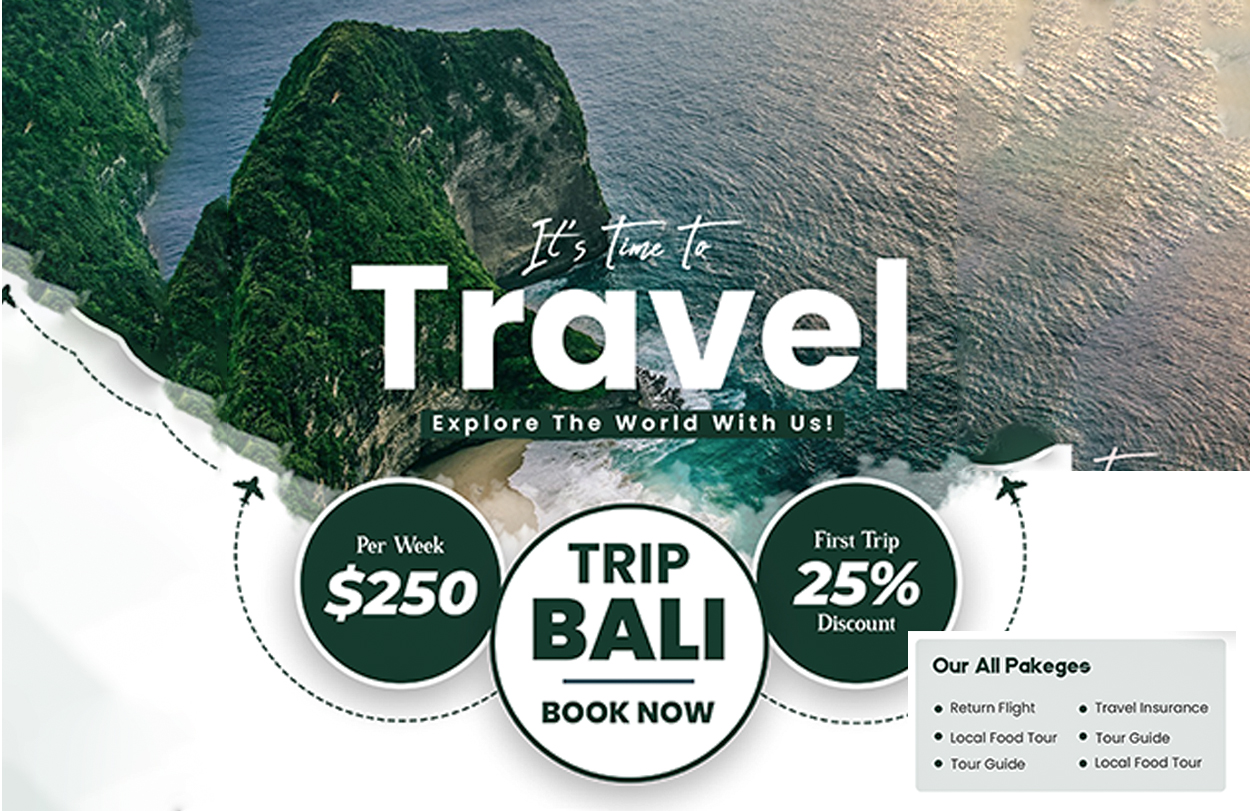 It's time to
Travel
Explore The World With Us!
Per Week
$250
TRIP
BALI
BOOK NOW
First Trip
25%
Discount
Our All Pakeges
Return Flight
Local Food Tour
Tour Guide
Travel Insurance
Tour Guide
Local Food Tour